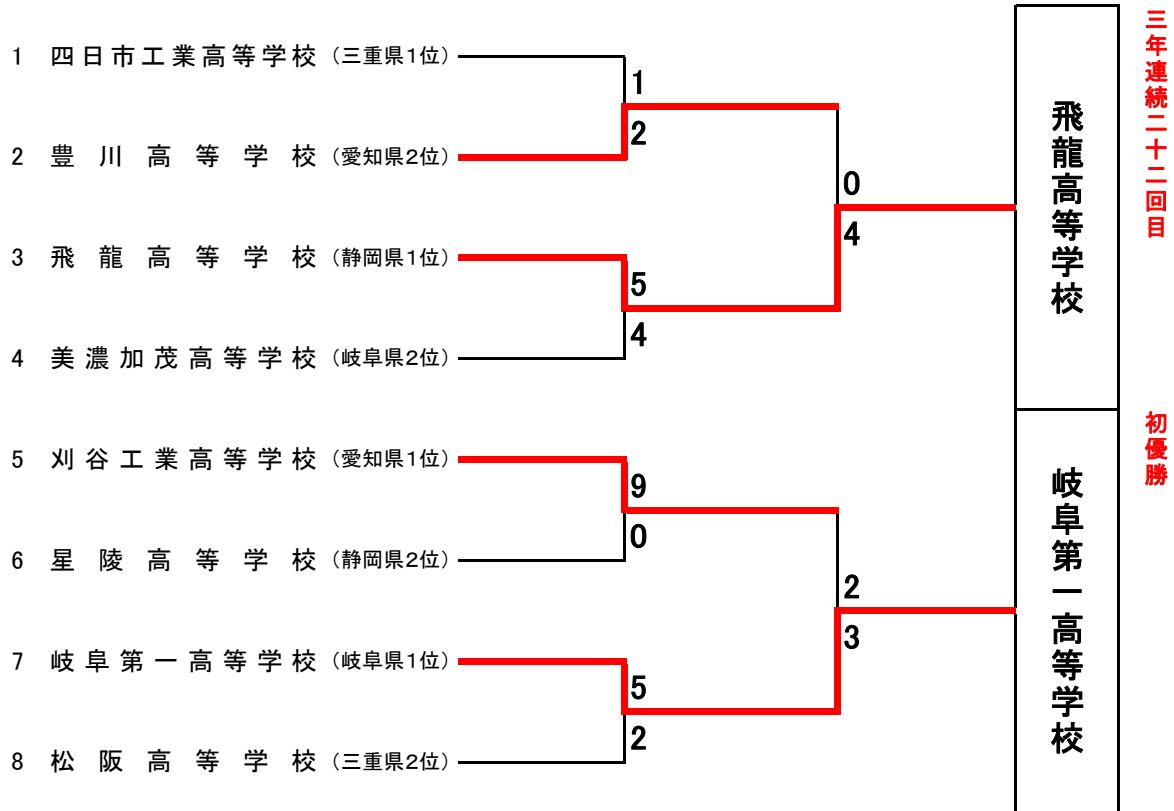 1 四日市工業高等学校 (三重県1位)
1
2
2 豊川高等学校 (愛知県2位)
0
4
3 飛龍高等学校 (静岡県1位)
5
4
4 美濃加茂高等学校 (岐阜県2位)
5 刈谷工業高等学校 (愛知県1位)
9
0
6 星陵高等学校 (静岡県2位)
2
3
7 岐阜第一高等学校 (岐阜県1位)
5
2
8 松阪高等学校 (三重県2位)
飛龍高等学校
三年連続二十二回目
岐阜第一高等学校
初優勝